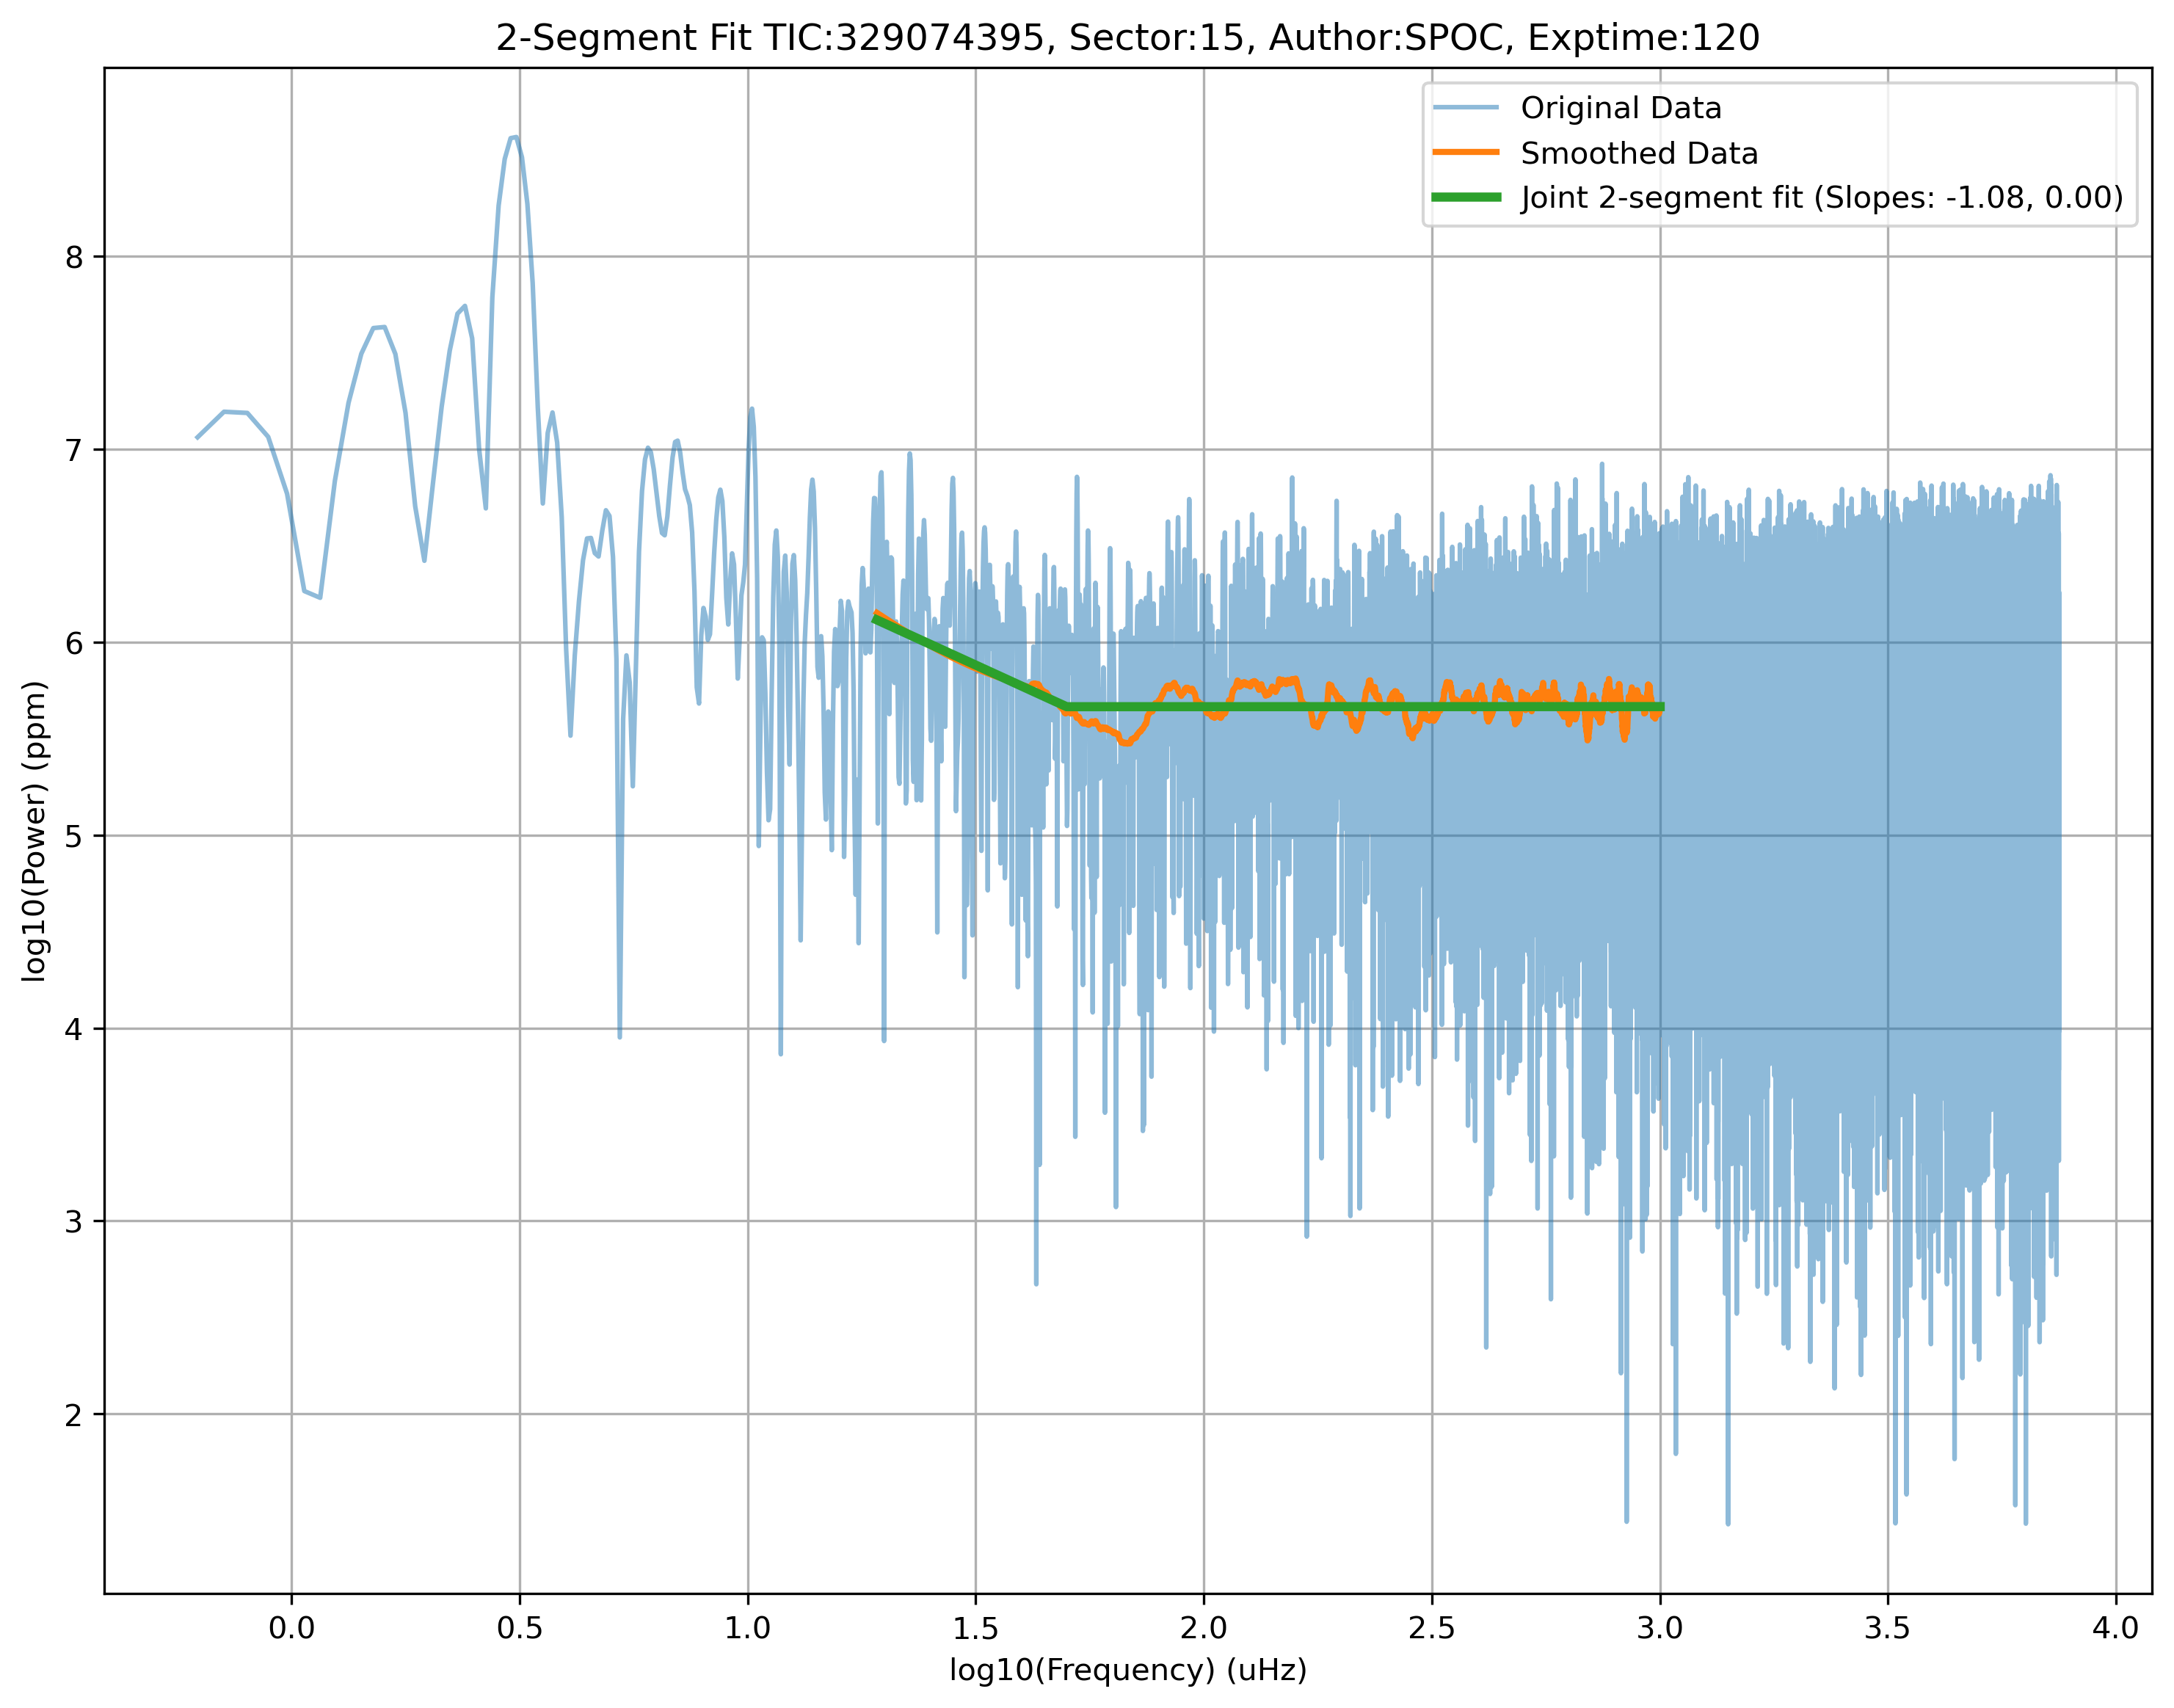 2-Segment Fit TIC:329074395, Sector:15, Author:SPOC, Exptime:120
Original Data
Smoothed Data
Joint 2-segment fit (Slopes: -1.08, 0.00)
log10(Power) (ppm)
8
7
6
5
4
3
2
0.0 0.5 1.0 1.5 2.0 2.5 3.0 3.5 4.0
log10(Frequency) (uHz)